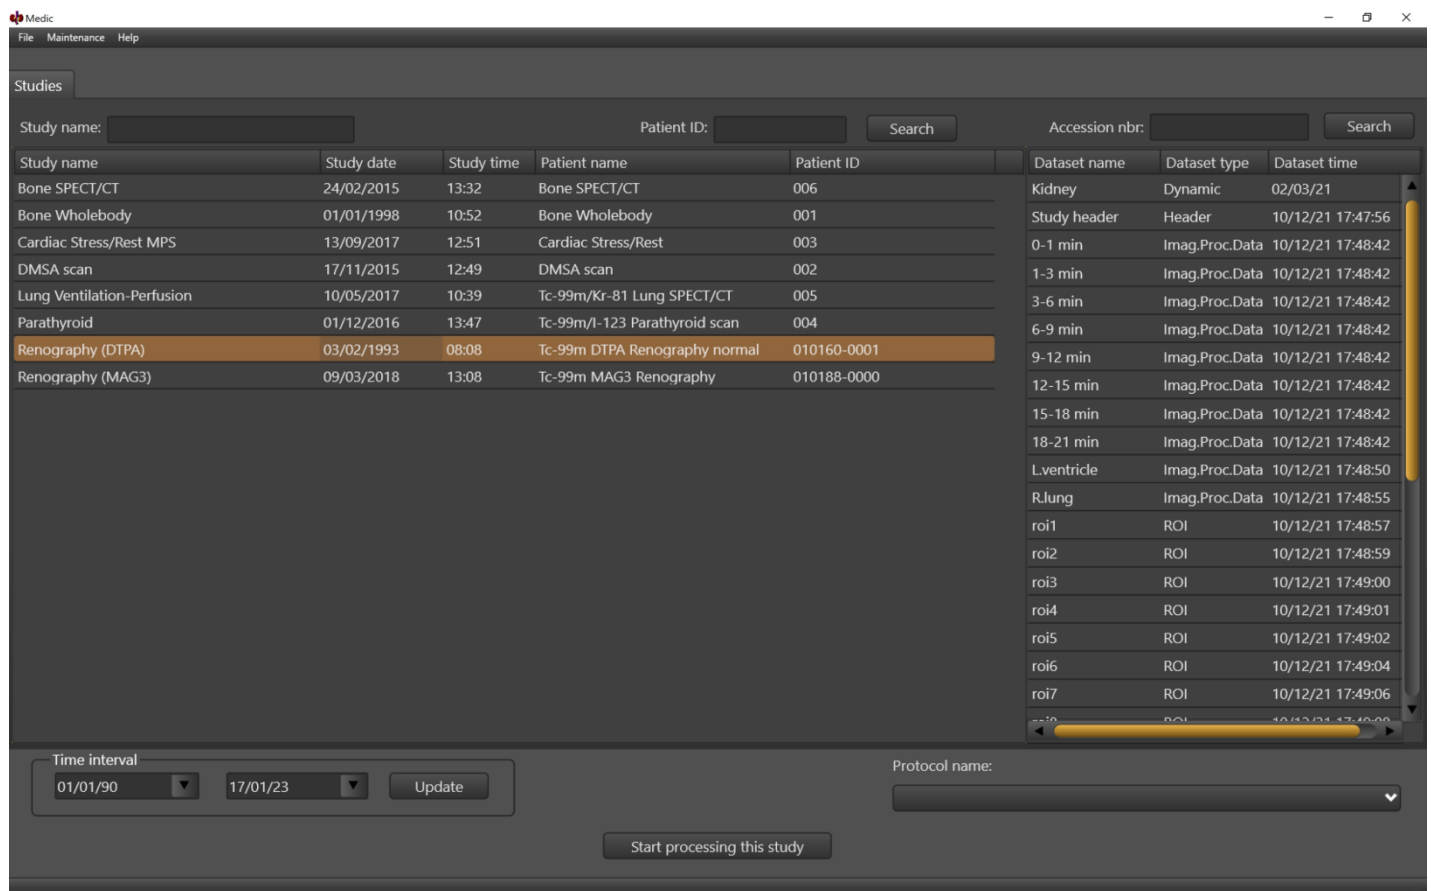 Medic
File Maintenance Help
Studies
Study name: Patient ID: Search Accession nbr: Search
Study name Study date Study time Patient name Patient ID Dataset name Dataset type Dataset time
Bone SPECT/CT 24/02/2015 13:32 Bone SPECT/CT 006
Bone Wholebody 01/01/1998 10:52 Bone Wholebody 001
Cardiac Stress/Rest MPS 13/09/2017 12:51 Cardiac Stress/Rest 003
DMSA scan 17/11/2015 12:49 DMSA scan 002
Lung Ventilation-Perfusion 10/05/2017 10:39 Tc-99m/Kr-81 Lung SPECT/CT 005
Parathyroid 01/12/2016 13:47 Tc-99m/I-123 Parathyroid scan 004
Renography (DTPA) 03/02/1993 08:08 Tc-99m DTPA Renography normal 010160-0001
Renography (MAG3) 09/03/2018 13:08 Tc-99m MAG3 Renography 010188-0000
Kidney Dynamic 02/03/21
Study header Header 10/12/21 17:47:56
0-1 min Imag.Proc.Data 10/12/21 17:48:42
1-3 min Imag.Proc.Data 10/12/21 17:48:42
3-6 min Imag.Proc.Data 10/12/21 17:48:42
6-9 min Imag.Proc.Data 10/12/21 17:48:42
9-12 min Imag.Proc.Data 10/12/21 17:48:42
12-15 min Imag.Proc.Data 10/12/21 17:48:42
15-18 min Imag.Proc.Data 10/12/21 17:48:42
18-21 min Imag.Proc.Data 10/12/21 17:48:42
L.ventricle Imag.Proc.Data 10/12/21 17:48:50
R.lung Imag.Proc.Data 10/12/21 17:48:55
roi1 ROI 10/12/21 17:48:57
roi2 ROI 10/12/21 17:48:59
roi3 ROI 10/12/21 17:49:00
roi4 ROI 10/12/21 17:49:01
roi5 ROI 10/12/21 17:49:02
roi6 ROI 10/12/21 17:49:04
roi7 ROI 10/12/21 17:49:06
Time interval
01/01/90 17/01/23 Update
Protocol name:
Start processing this study